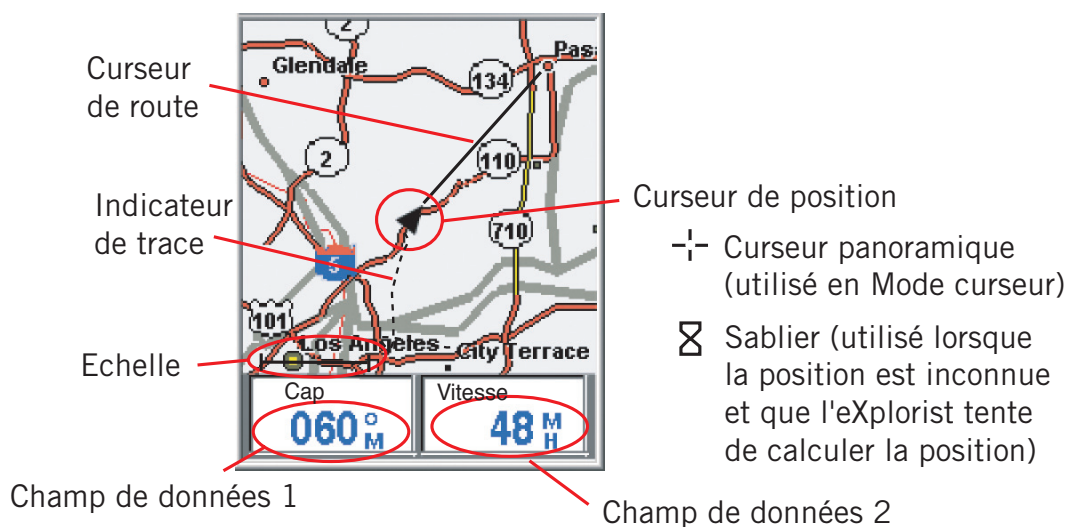 2
Pas
Glendale
Curseur
de route
134
2
110
Curseur de position
Indicateur
de trace
710
Curseur panoramique
(utilisé en Mode curseur)
5
101
Sablier (utilisé lorsque
la position est inconnue
et que l'eXplorist tente
de calculer la position)
Los Angeles
City Terrace
Echelle
Cap
Vitesse
060 ° M
48 M H
Champ de données 1
Champ de données 2